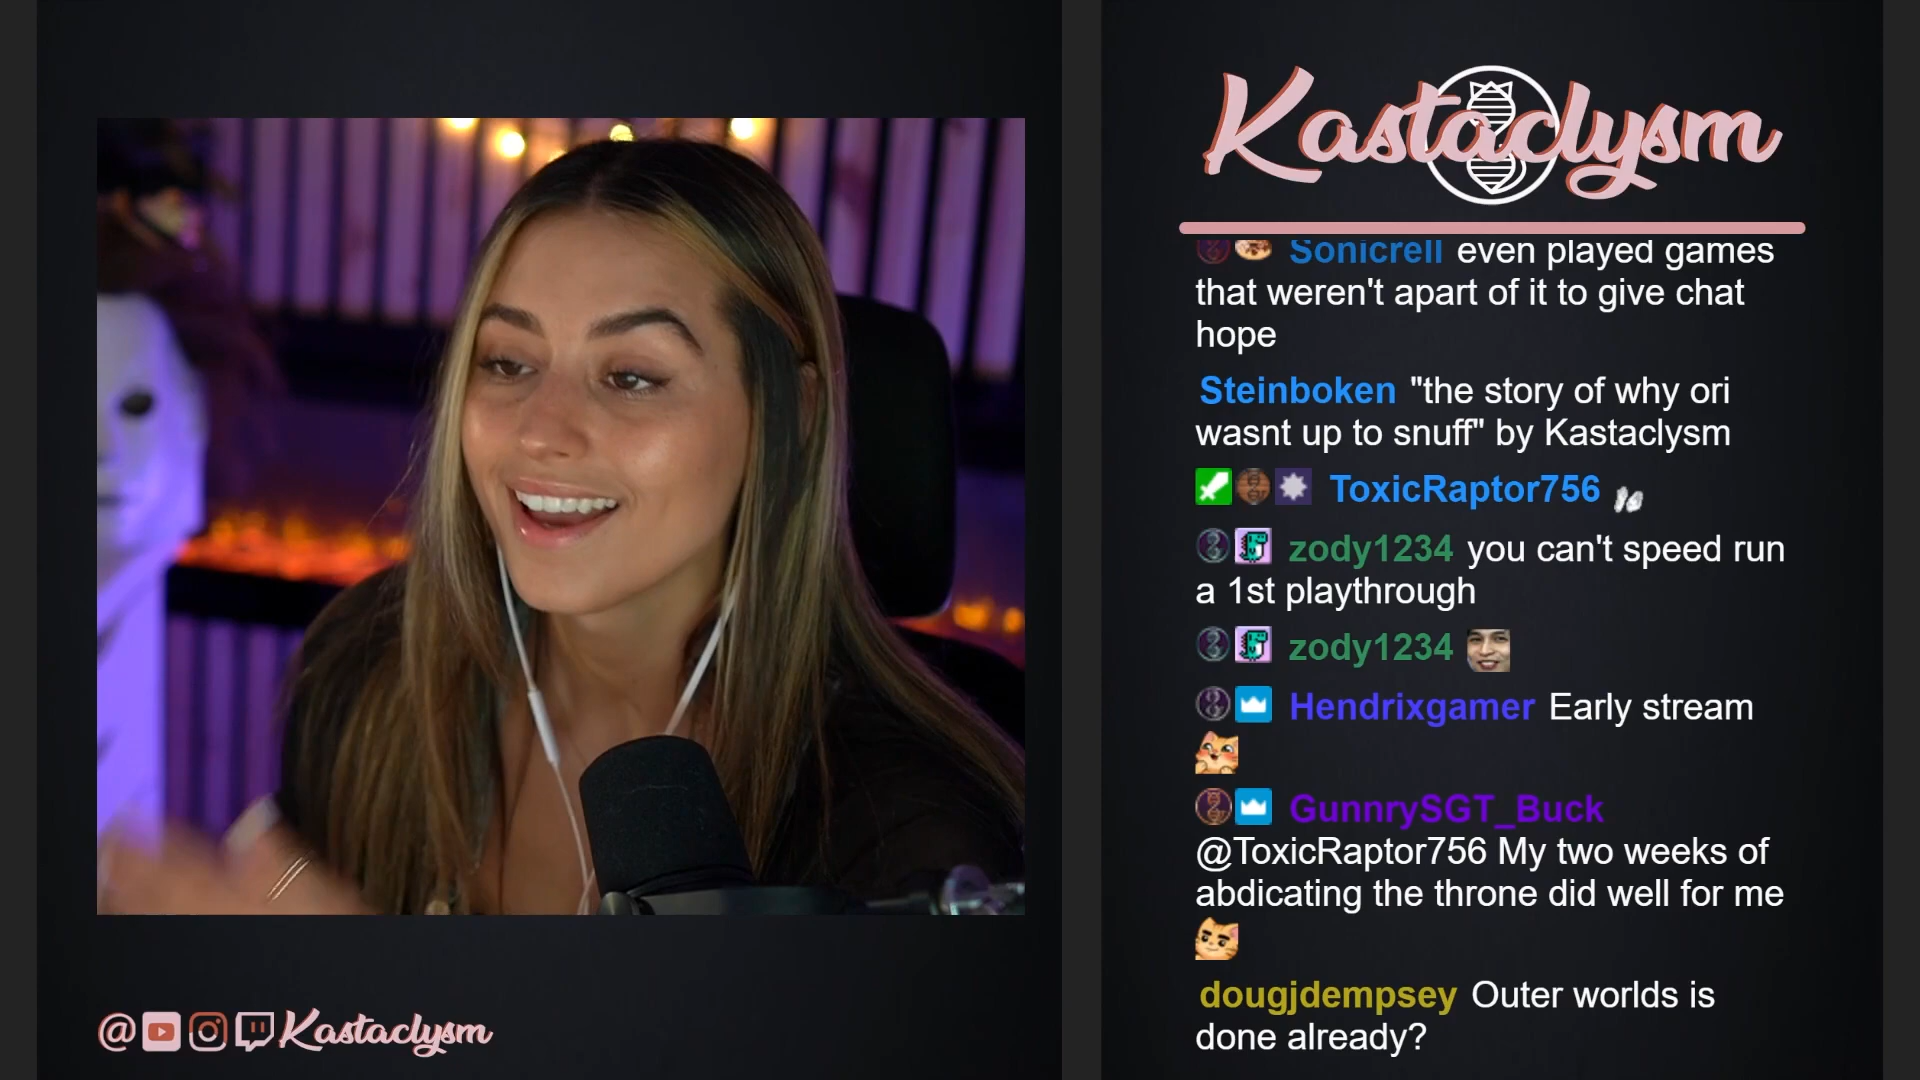 Kastaclysm
Sonicrell even played games
that weren't apart of it to give chat
hope
Steinboken "the story of why ori
wasnt up to snuff" by Kastaclysm
ToxicRaptor756
zody1234 you can't speed run
a 1st playthrough
zody1234
Hendrixgamer Early stream
GunnrySGT_Buck
@ToxicRaptor756 My two weeks of
abdicating the throne did well for me
dougjdempsey Outer worlds is
done already?
@ Kastaclysm